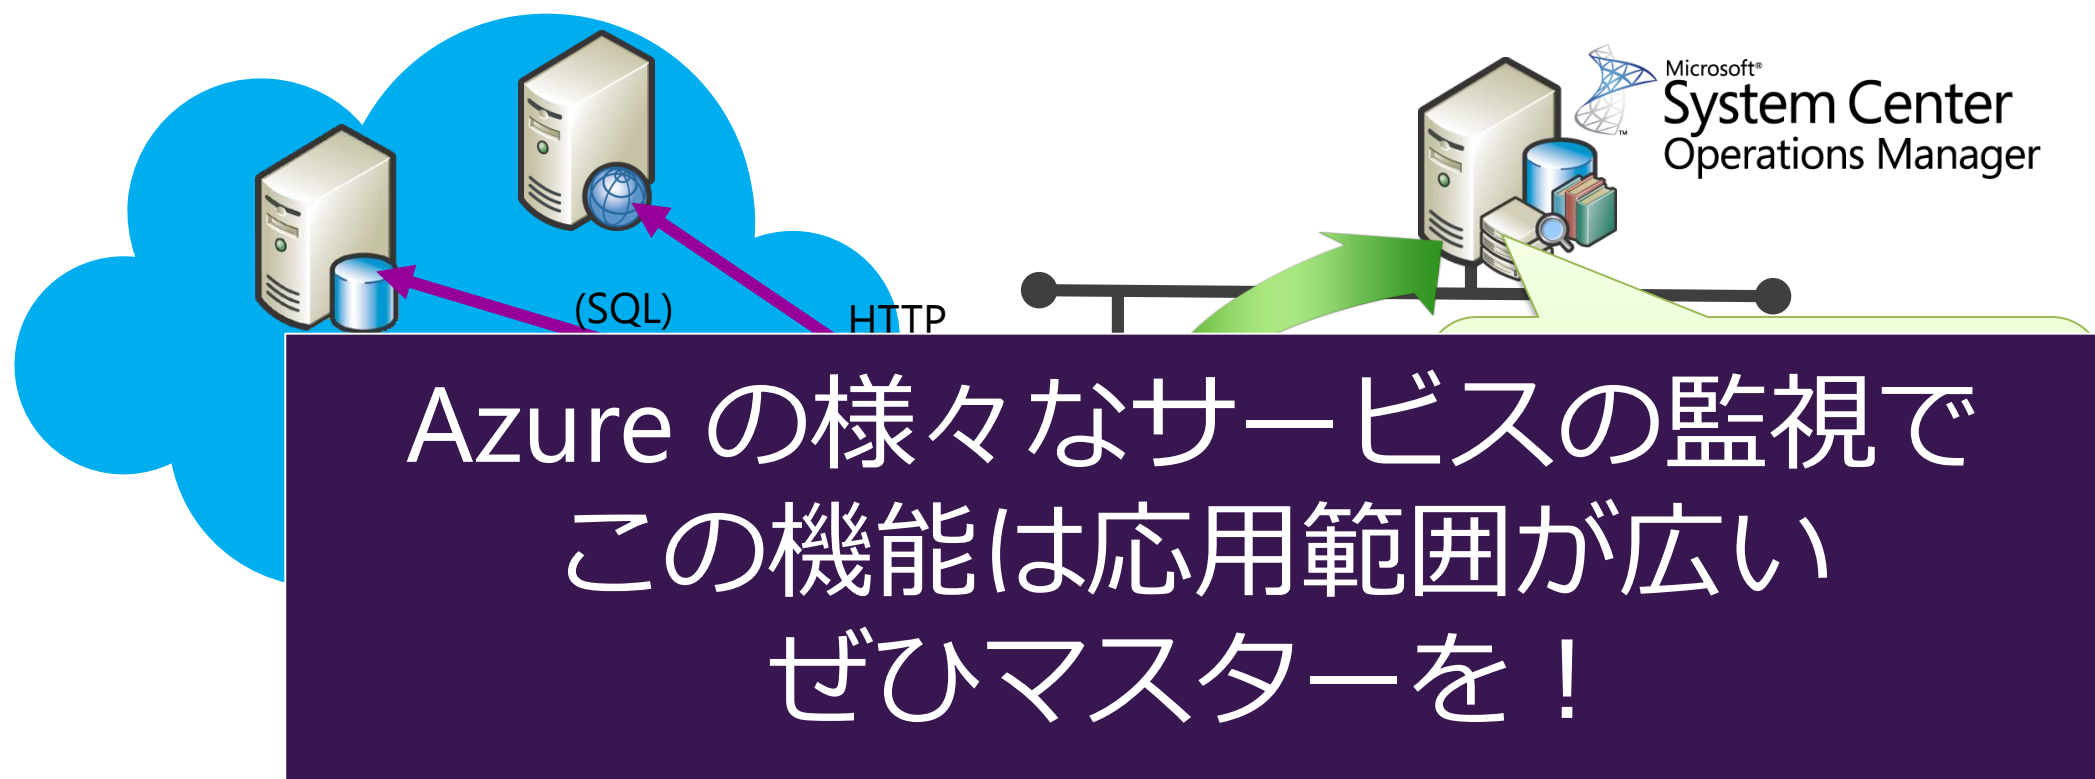 Microsoft®
System Center
™
Operations Manager
(SQL)
HTTP
Azure の様々なサービスの監視で
この機能は応用範囲が広い
ぜひマスターを！